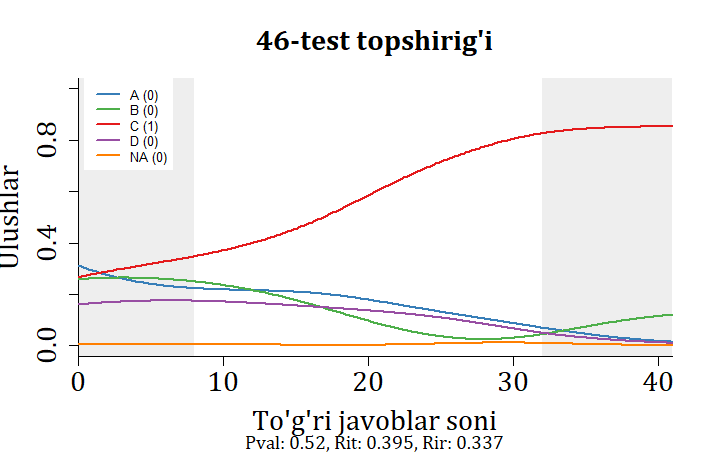 46-test topshirig'i
A (0)
B (0)
C (1)
D (0)
NA (0)
Ulushlar
0.8
0.4
0.0
0 10 20 30 40
To'g'ri javoblar soni
Pval: 0.52, Rit: 0.395, Rir: 0.337